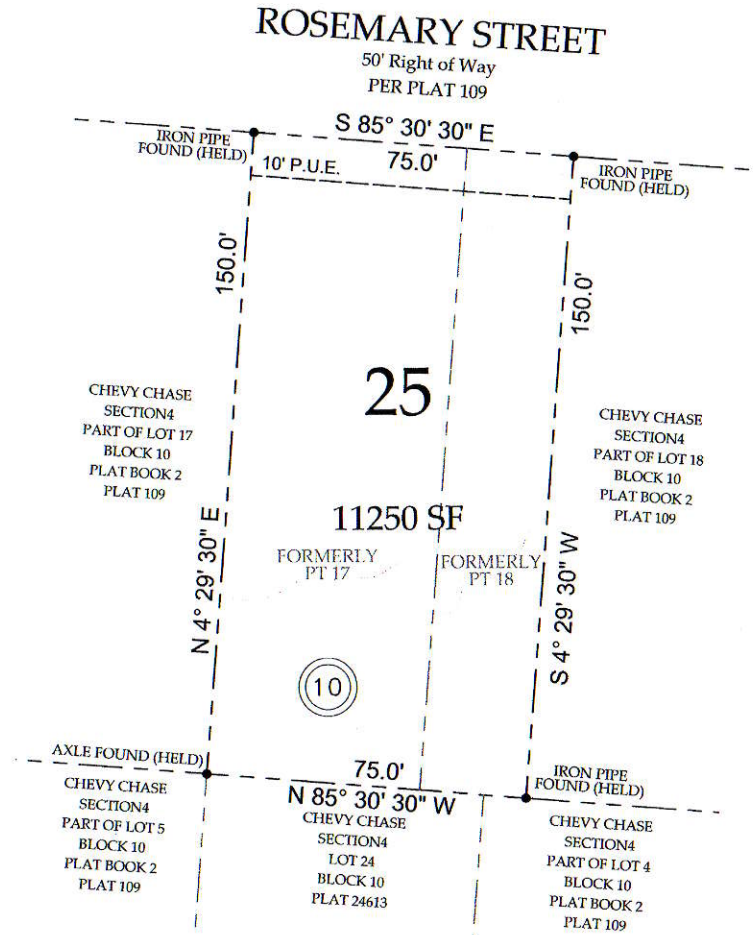 ROSEMARY STREET
50' Right of Way
PER PLAT 109
S 85° 30' 30" E
75.0'
IRON PIPE
FOUND (HELD)
IRON PIPE
FOUND (HELD)
10' P.U.E.
150.0'
150.0'
25
CHEVY CHASE
SECTION4
PART OF LOT 17
BLOCK 10
PLAT BOOK 2
PLAT 109
CHEVY CHASE
SECTION4
PART OF LOT 18
BLOCK 10
PLAT BOOK 2
PLAT 109
11250 SF
FORMERLY
PT 17
FORMERLY
PT 18
N 4° 29' 30" E
S 4° 29' 30" W
10
AXLE FOUND (HELD)
75.0'
N 85° 30' 30" W
IRON PIPE
FOUND (HELD)
CHEVY CHASE
SECTION4
PART OF LOT 5
BLOCK 10
PLAT BOOK 2
PLAT 109
CHEVY CHASE
SECTION4
LOT 24
BLOCK 10
PLAT 24613
CHEVY CHASE
SECTION4
PART OF LOT 4
BLOCK 10
PLAT BOOK 2
PLAT 109